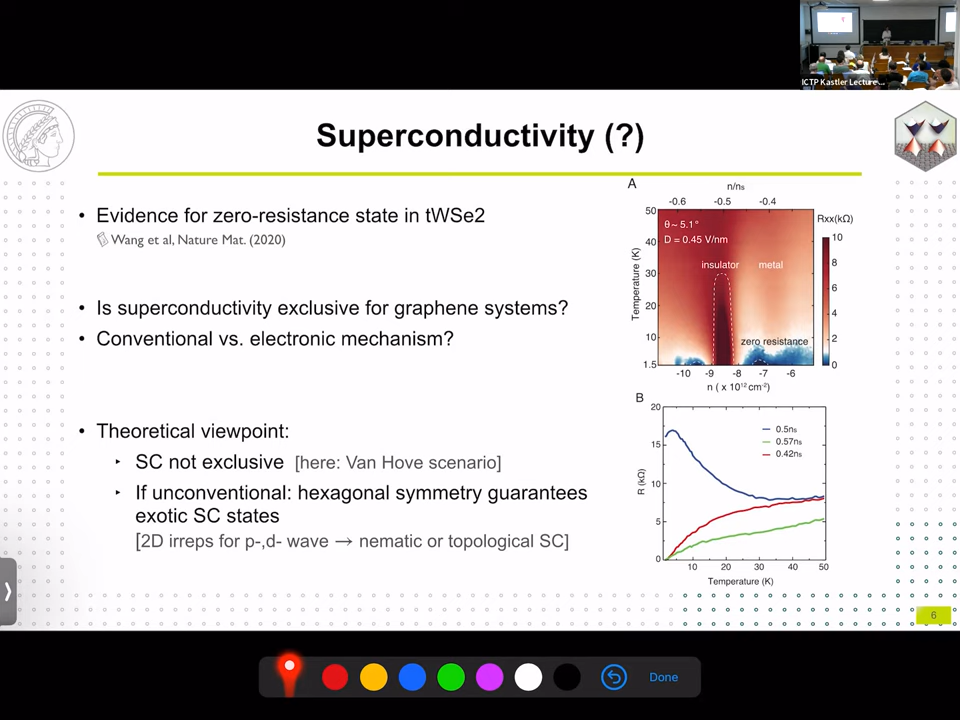 ICTP Kastler Lecture...
Superconductivity (?)
• Evidence for zero-resistance state in tWSe2
Wang et al, Nature Mat. (2020)
• Is superconductivity exclusive for graphene systems?
• Conventional vs. electronic mechanism?
• Theoretical viewpoint:
‣ SC not exclusive [here: Van Hove scenario]
‣ If unconventional: hexagonal symmetry guarantees
exotic SC states
[2D irreps for p-,d- wave → nematic or topological SC]
A
n/ns
-0.6 -0.5 -0.4
Rxx(kΩ)
θ~ 5.1°
D = 0.45 V/nm
insulator metal
zero resistance
Temperature (K)
50
40
30
20
10
1.5
-10 -9 -8 -7 -6
n ( x 10¹² cm⁻²)
10
8
6
4
2
0
B
R (kΩ)
20
15
10
5
0
0.5ns
0.57ns
0.42ns
10 20 30 40 50
Temperature (K)
6
Done